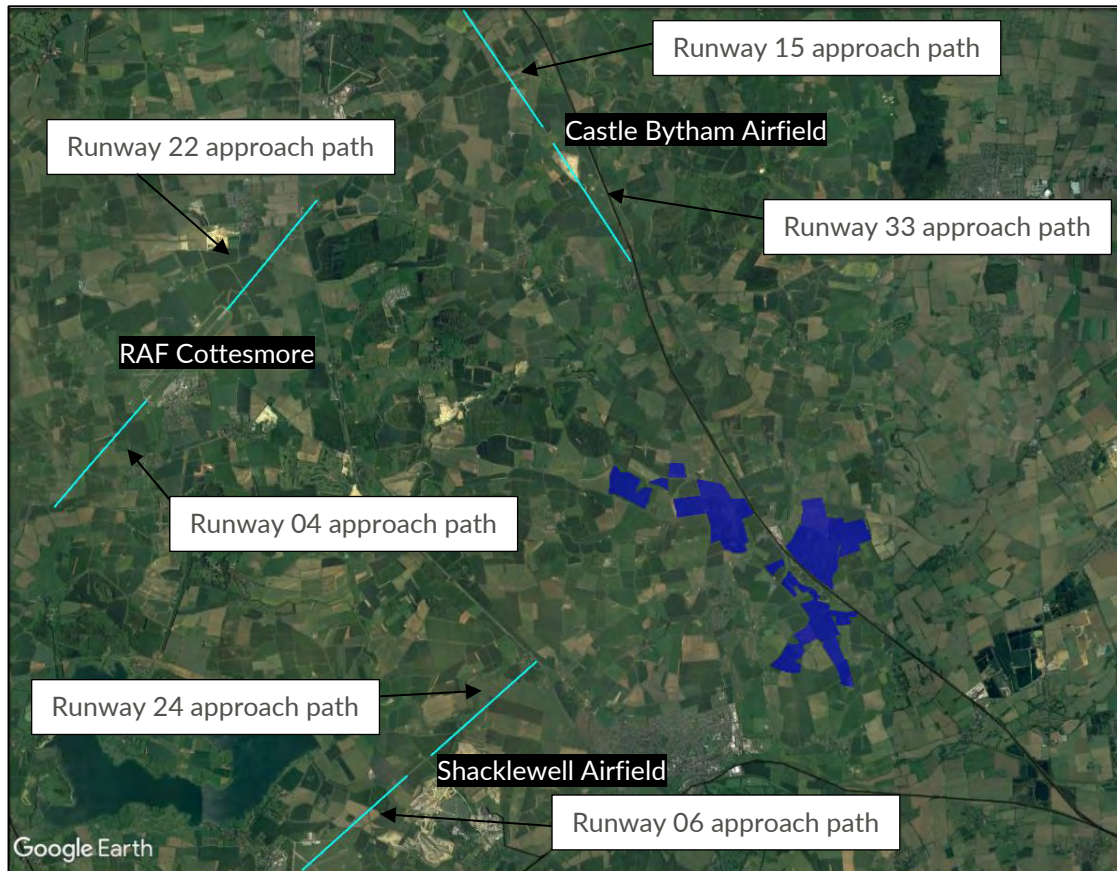 Runway 15 approach path
Castle Bytham Airfield
Runway 22 approach path
Runway 33 approach path
RAF Cottesmore
Runway 04 approach path
Runway 24 approach path
Shacklewell Airfield
Runway 06 approach path
Google Earth